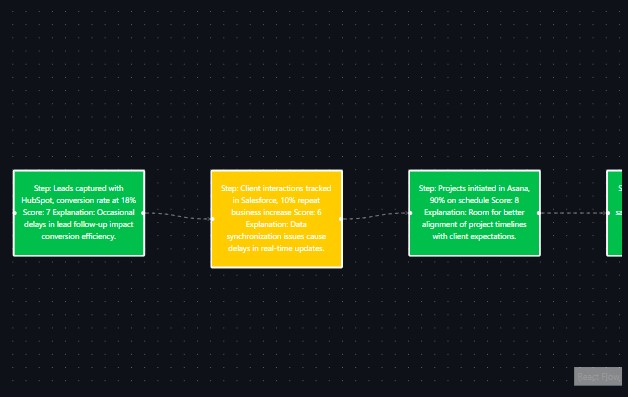 Step: Leads captured with
HubSpot, conversion rate at 18%
Score: 7 Explanation: Occasional
delays in lead follow-up impact
conversion efficiency.
Step: Client interactions tracked
in Salesforce, 10% repeat
business increase Score: 6
Explanation: Data
synchronization issues cause
delays in real-time updates.
Step: Projects initiated in Asana,
90% on schedule Score: 8
Explanation: Room for better
alignment of project timelines
with client expectations.
S
sa
React Flow